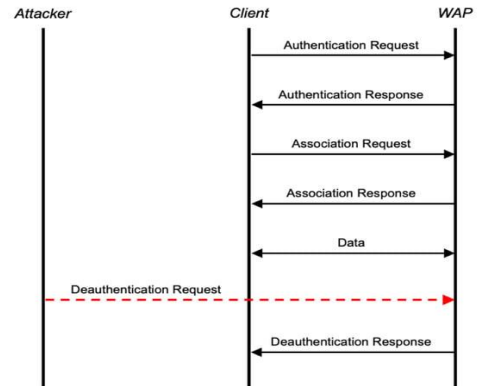 Attacker Client WAP
Authentication Request
Authentication Response
Association Request
Association Response
Data
Deauthentication Request
Deauthentication Response